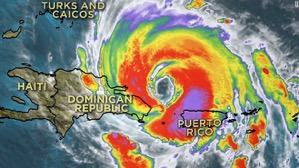 TURKS AND
CAICOS
HAITI
DOMINICAN
REPUBLIC
PUERTO
RICO